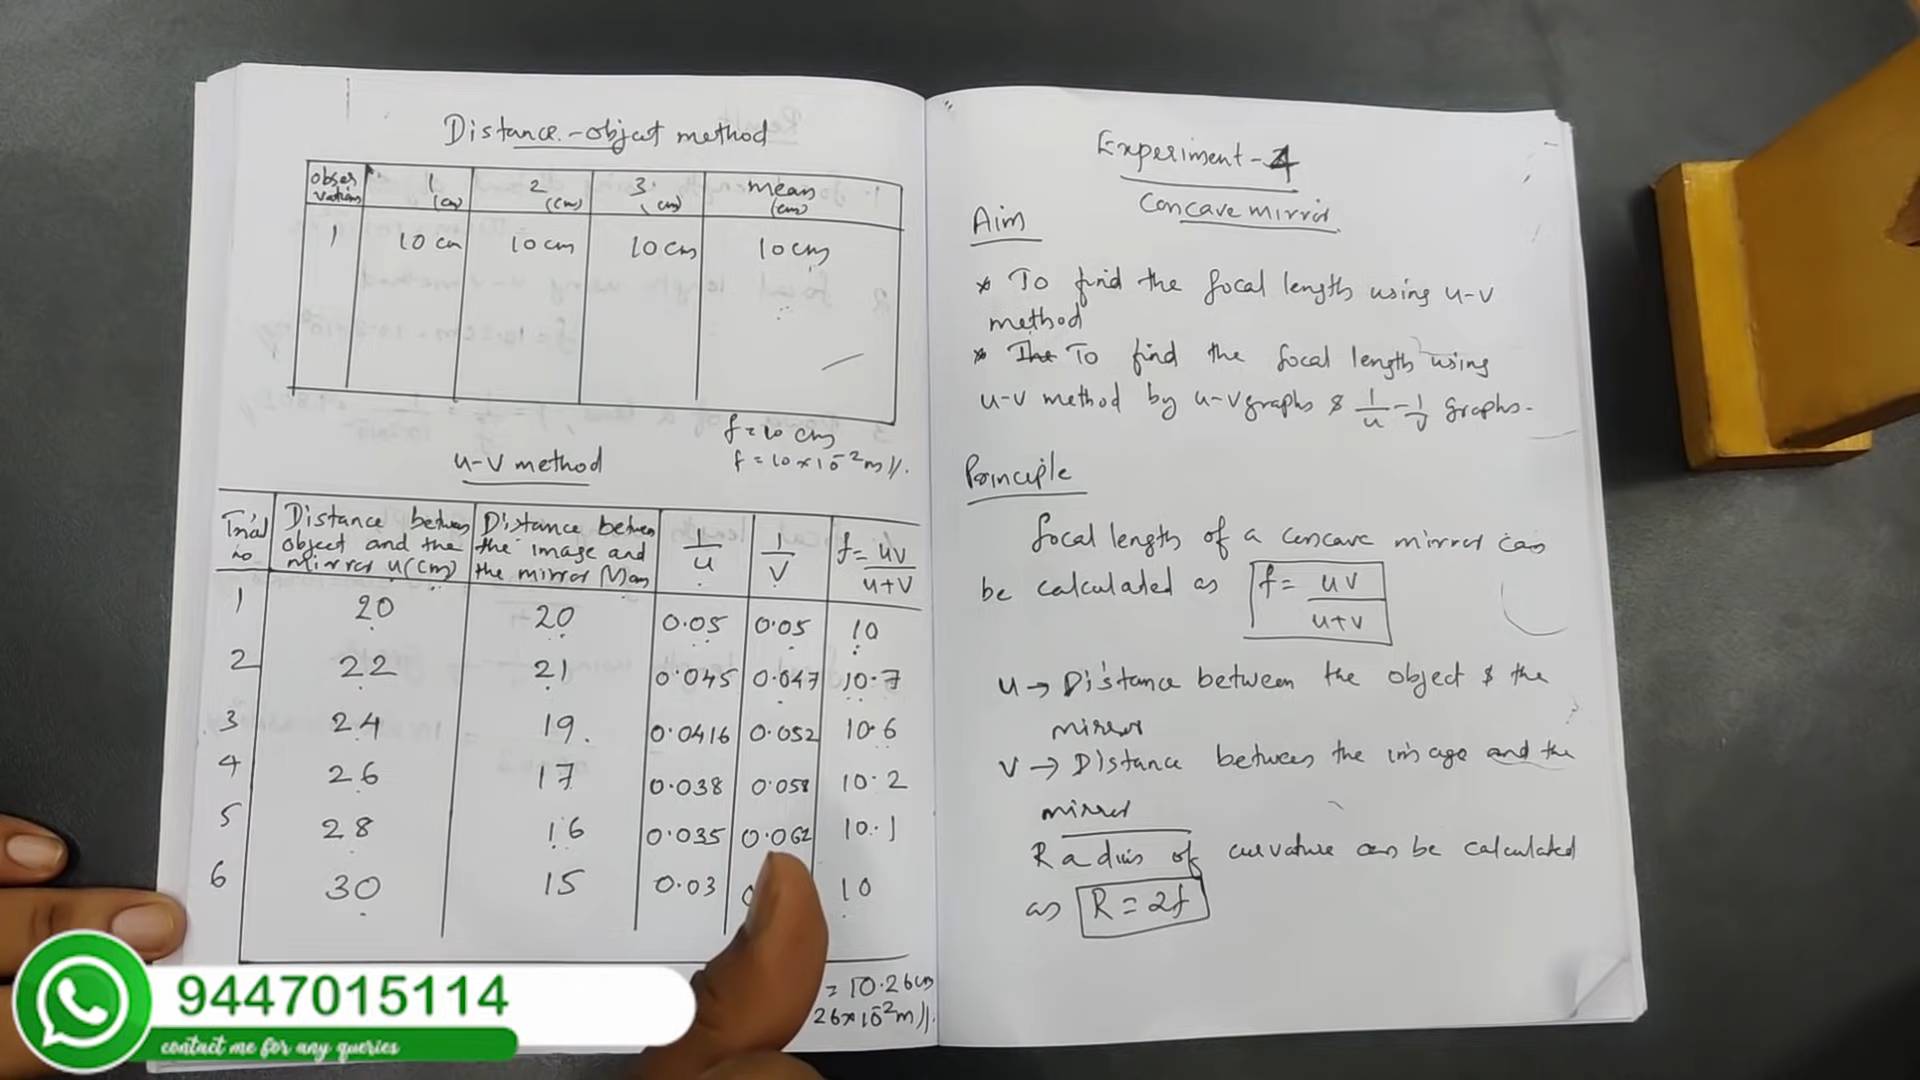 Distance-object method
Obser vations 1 (cm) 2 (cm) 3. (cm) mean (cm)
1 10 cm 10 cm 10 cm 10 cm
f = 10 cm
f = 10×10⁻²m//.
u-v method
Trial no Distance between object and the mirror u(cm) Distance between the image and the mirror V cm 1/u 1/v f = uv/u+v
1 20 20 0.05 0.05 10
2 22 21 0.045 0.047 10.7
3 24 19. 0.0416 0.052 10.6
4 26 17 0.038 0.058 10.2
5 28 16 0.035 0.062 10.1
6 30 15 0.03 10
= 10.26cm
26×10⁻²m//.
Experiment-4
Concave mirror
Aim
* To find the focal length using u-v
method
* To find the focal length using
u-v method by u-v graphs & 1/u - 1/v graphs.
Principle
focal length of a concave mirror can
be calculated as f = uv/u+v
u → Distance between the object $ the
mirror
v → Distance between the image and the
mirror
Radius of curvature can be calculated
as R = 2f
9447015114
contact me for any queries